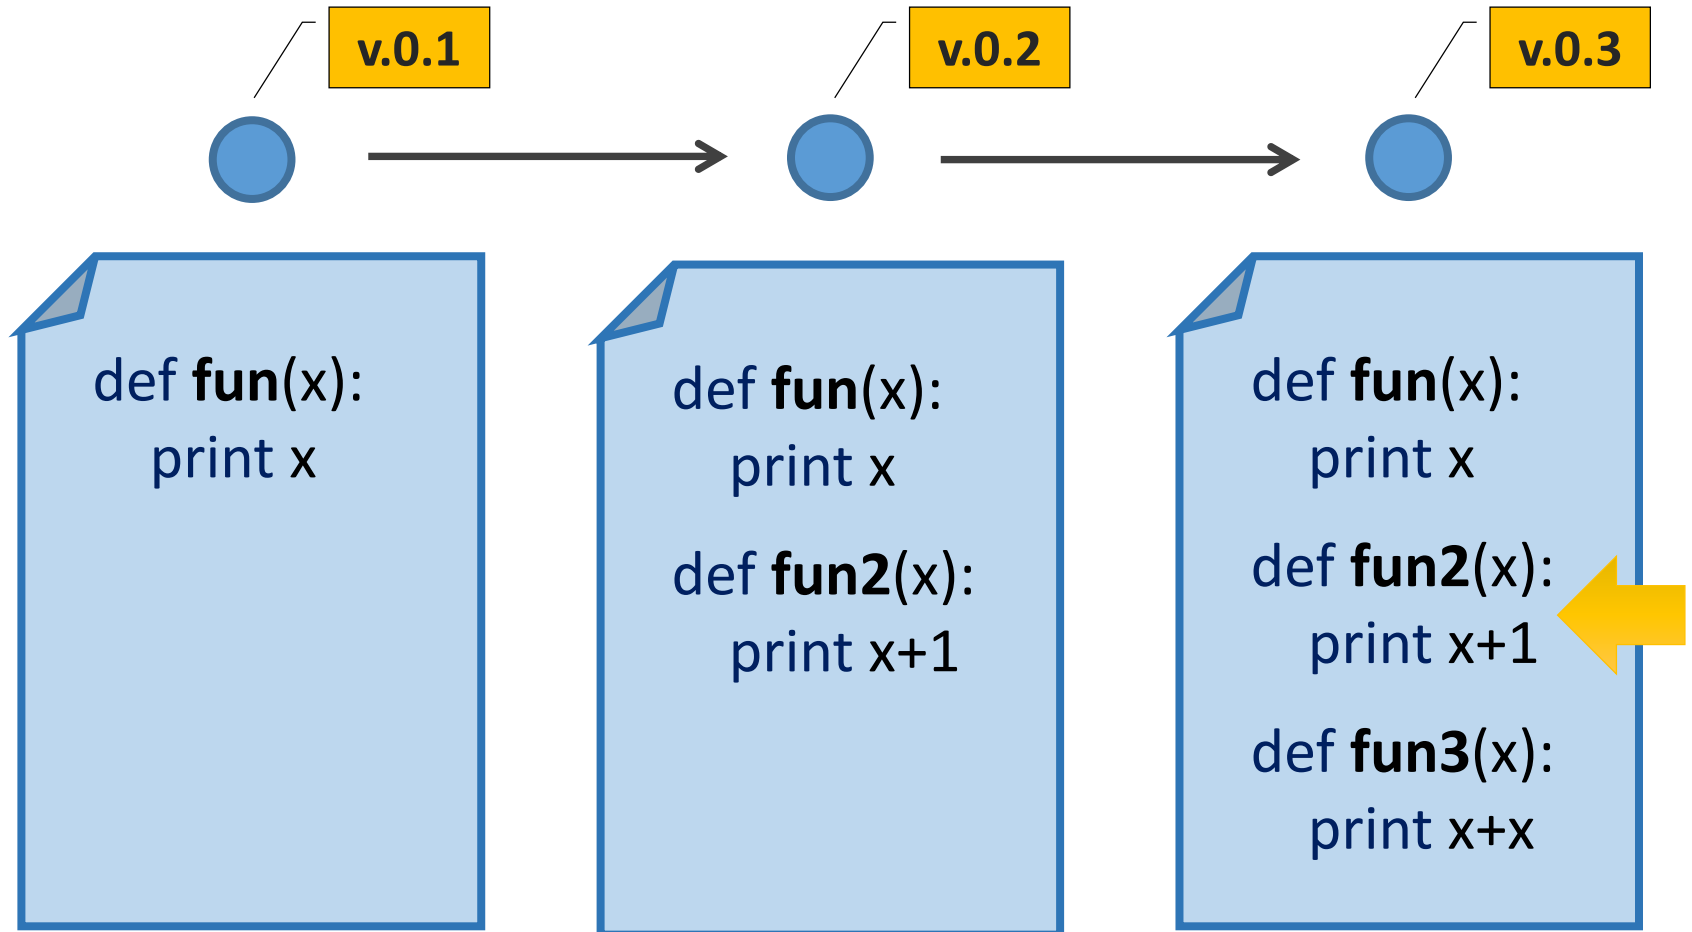 v.0.1
v.0.2
v.0.3
def fun(x):
print x
def fun(x):
print x
def fun2(x):
print x+1
def fun(x):
print x
def fun2(x):
print x+1
def fun3(x):
print x+x